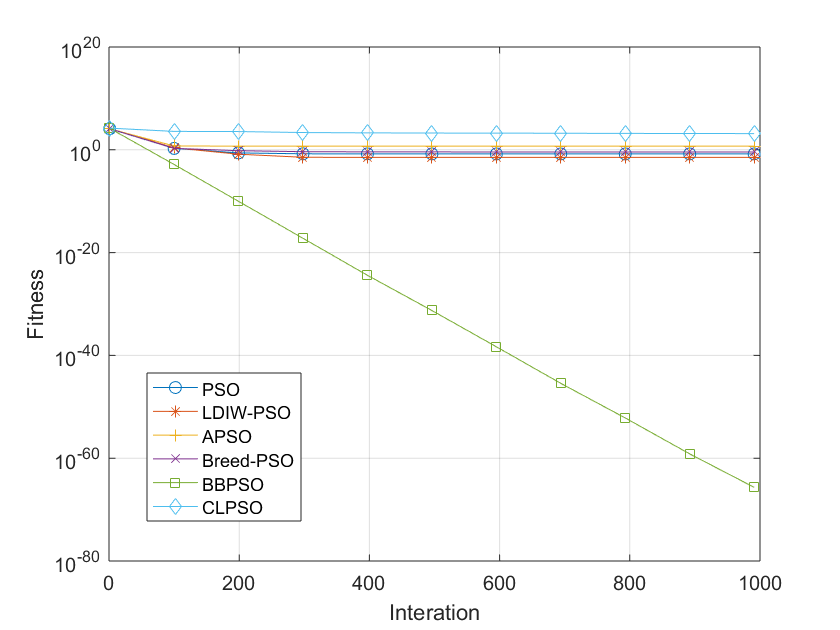 10^20
10^0
10^-20
10^-40
10^-60
10^-80
Fitness
PSO
LDIW-PSO
APSO
Breed-PSO
BBPSO
CLPSO
0 200 400 600 800 1000
Interation